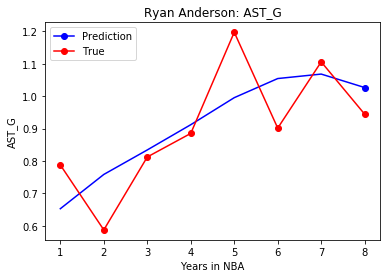 Ryan Anderson: AST_G
Prediction
True
1.2
1.1
1.0
0.9
0.8
0.7
0.6
AST_G
1 2 3 4 5 6 7 8
Years in NBA